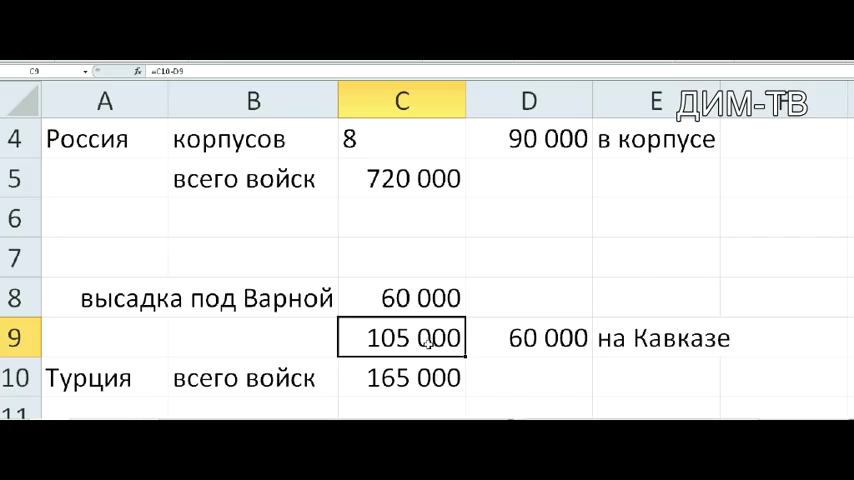 C9 fx =C10-D9
A B C D E F
ДИМ-ТВ
4 Россия корпусов 8 90 000 в корпусе
5 всего войск 720 000
6
7
8 высадка под Варной 60 000
9 105 000 60 000 на Кавказе
10 Турция всего войск 165 000
11